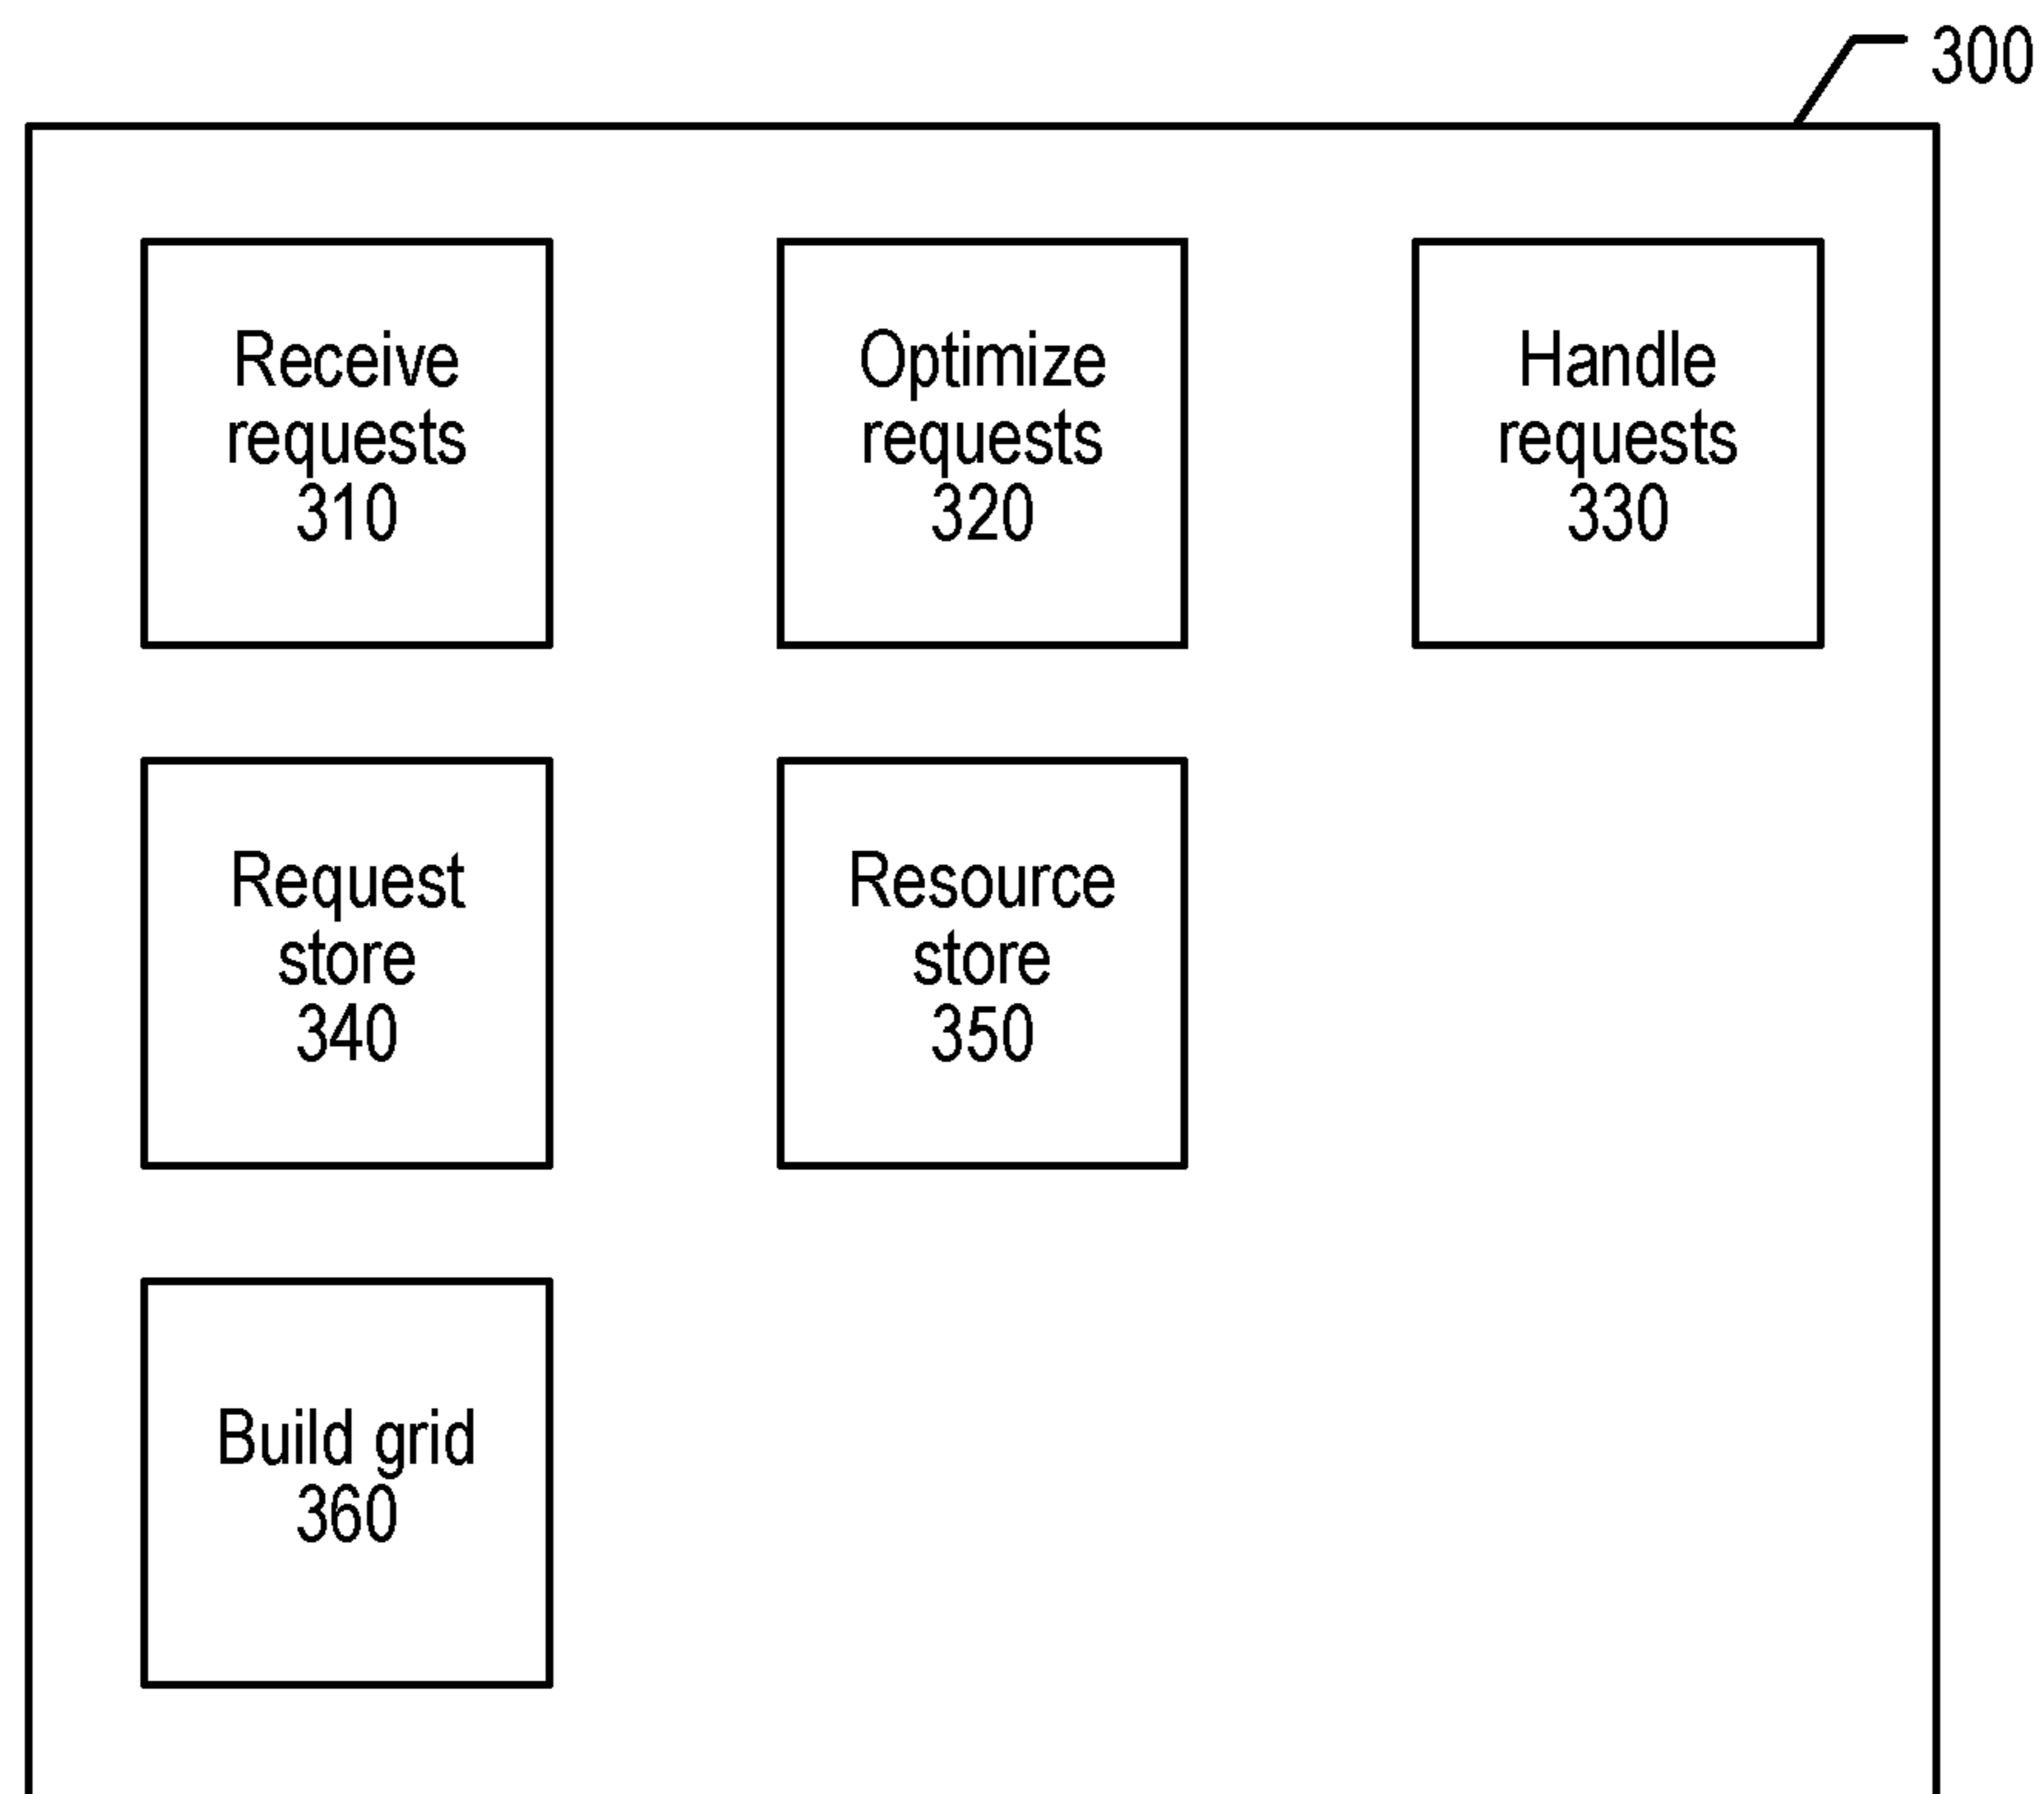 300
Receive
requests
310
Optimize
requests
320
Handle
requests
330
Request
store
340
Resource
store
350
Build grid
360